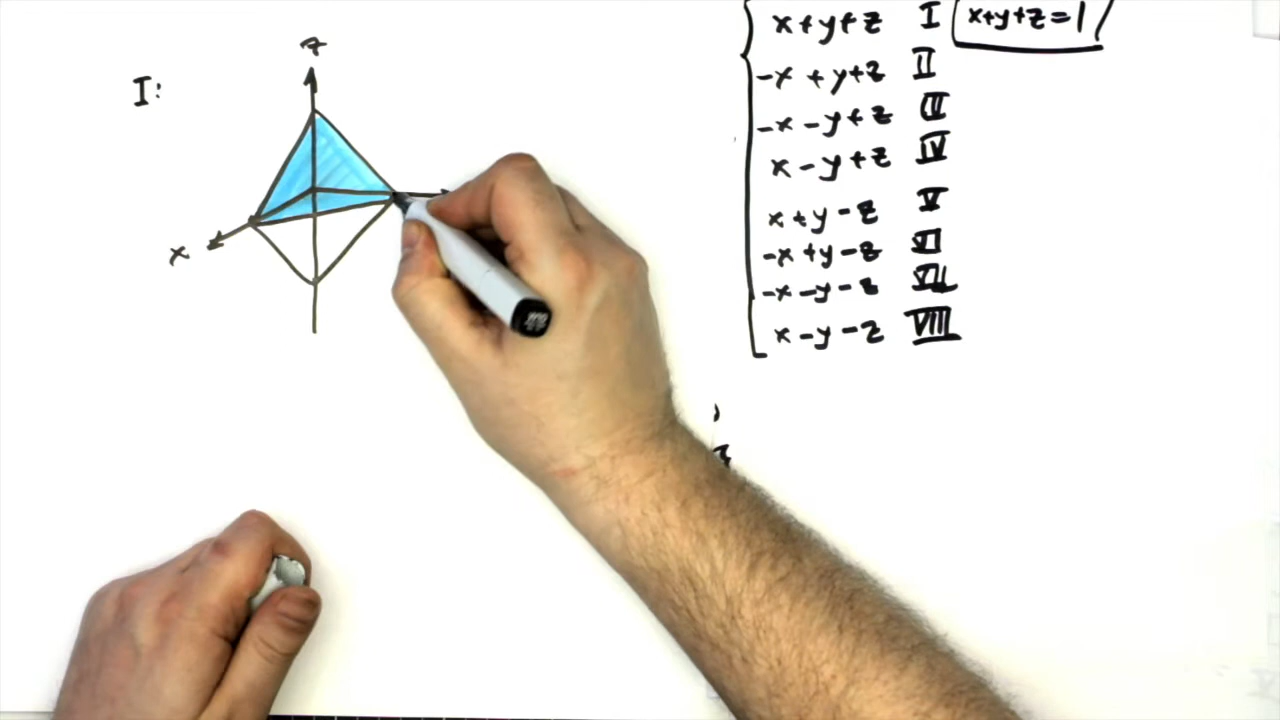 z
I:
x
x+y+z I x+y+z=1
-x+y+z II
-x-y+z III
x-y+z IV
x+y-z V
-x+y-z VI
-x-y-z VII
x-y-z VIII